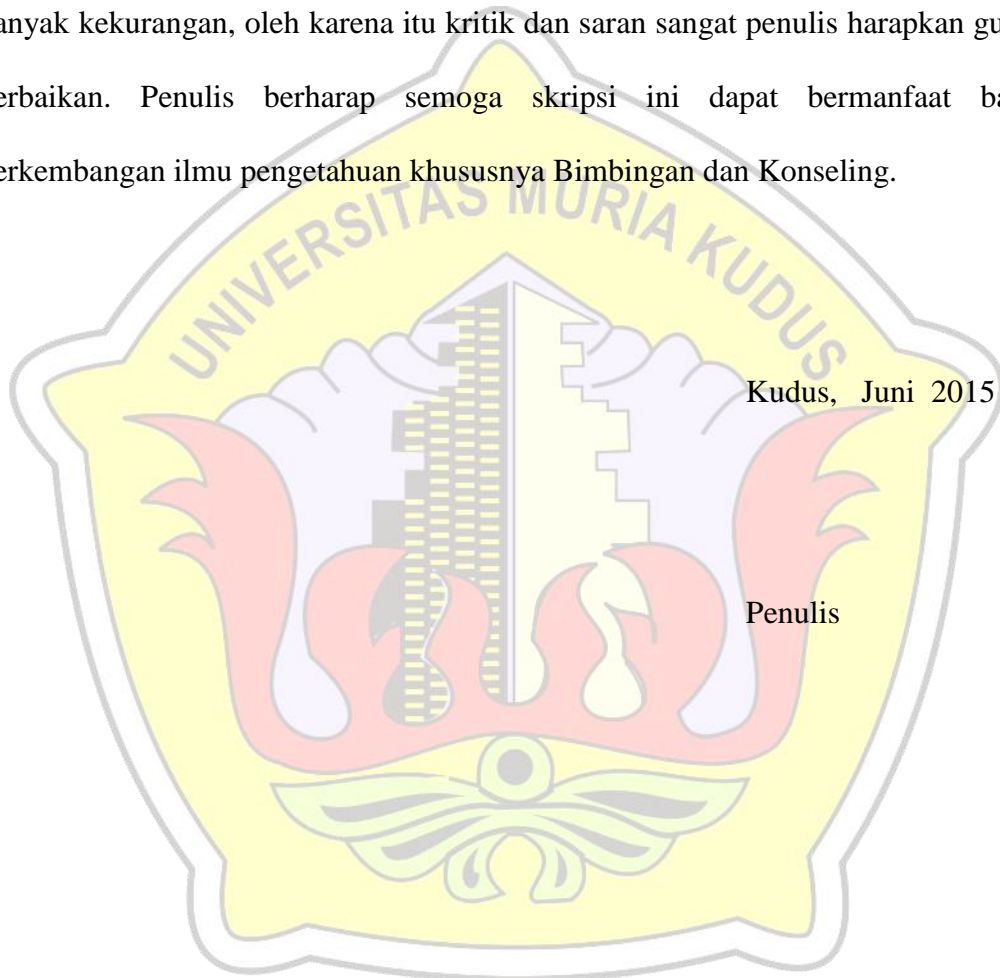 anyak kekurangan, oleh karena itu kritik dan saran sangat penulis harapkan gu
erbaikan. Penulis berharap semoga skripsi ini dapat bermanfaat ba
erkembangan ilmu pengetahuan khususnya Bimbingan dan Konseling.
UNIVERSITAS MURIA KUDUS
Kudus, Juni 2015
Penulis